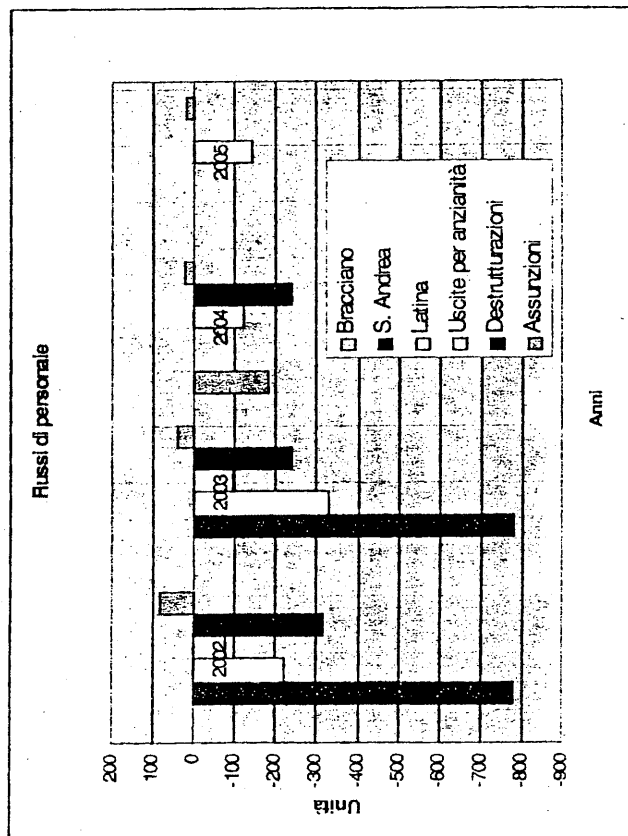 Flussi di personale
200
100
0
-100
-200
-300
-400
-500
-600
-700
-800
-900
Unità
2002
2003
2004
2005
Bracciano
S. Andrea
Latina
Uscite per anzianità
Destrutturazioni
Assunzioni
Anni